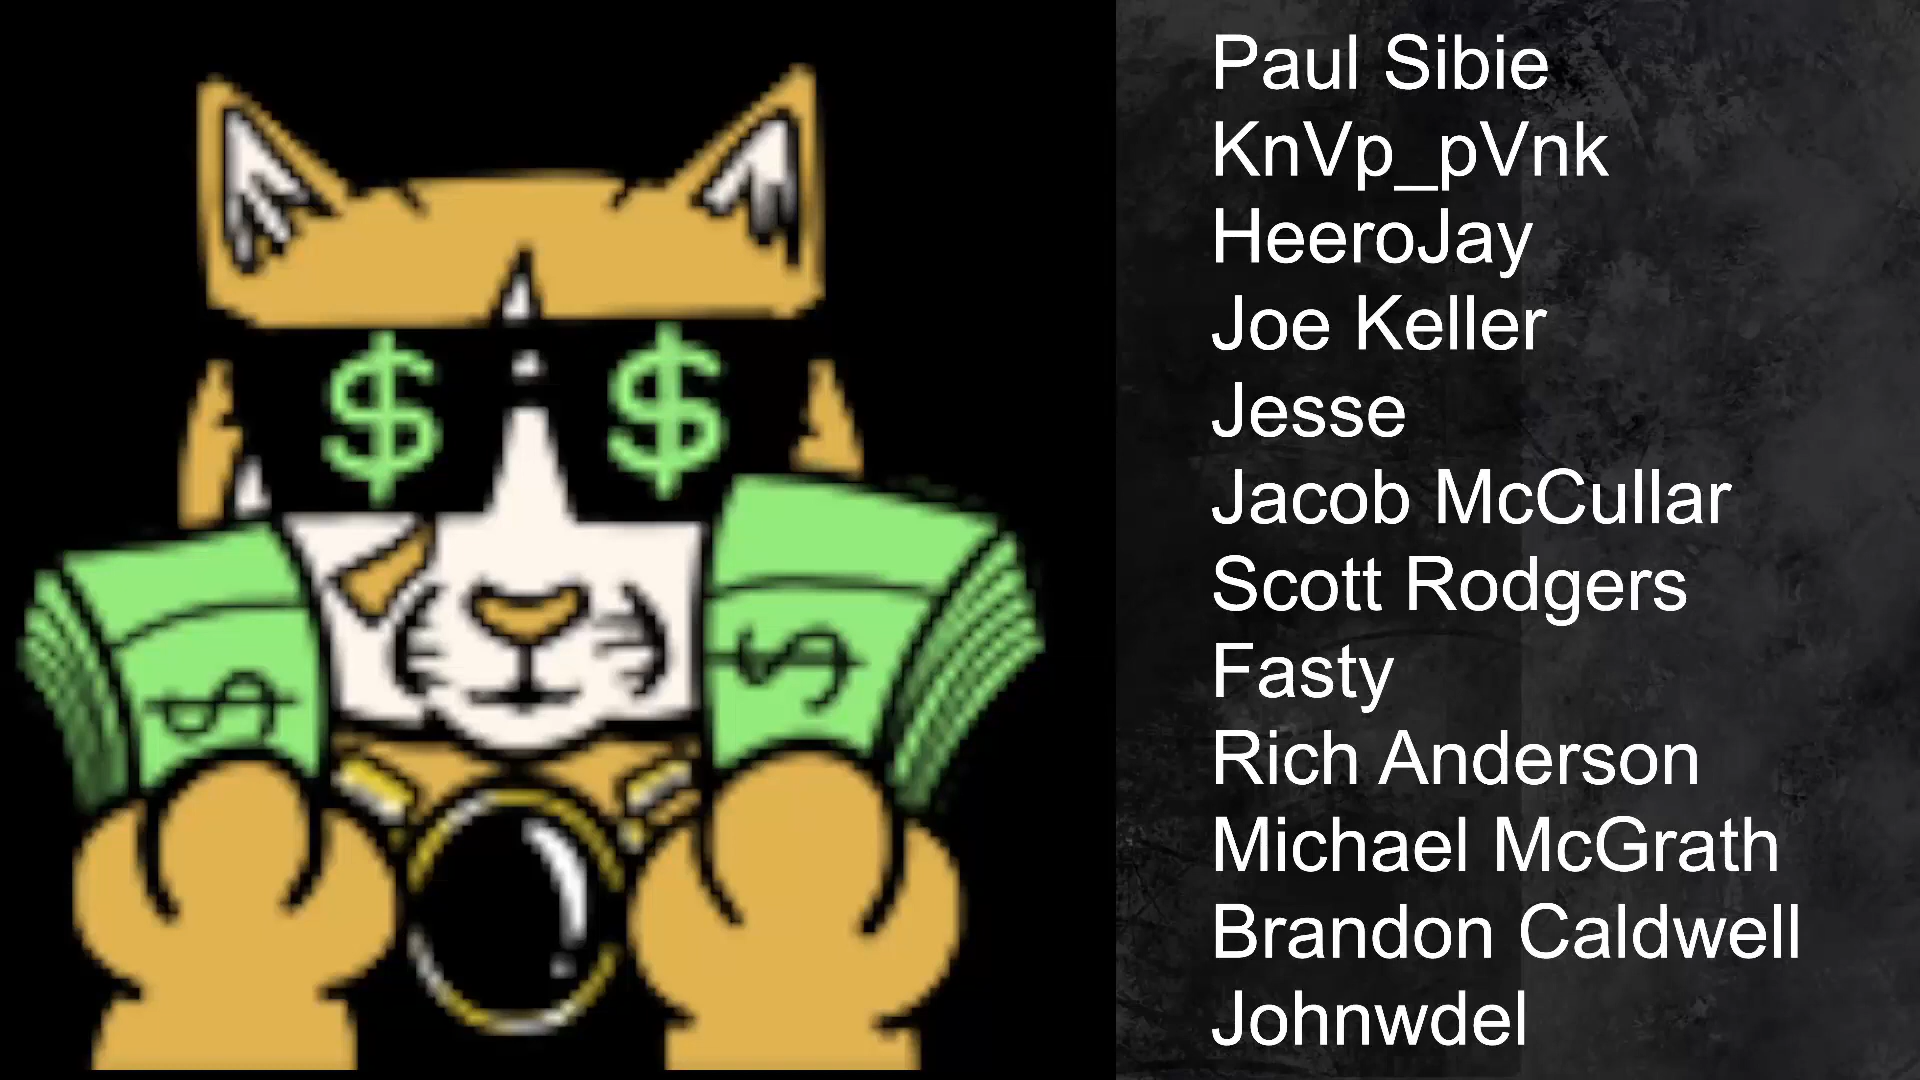 $ $
$ $
Paul Sibie
KnVp_pVnk
HeeroJay
Joe Keller
Jesse
Jacob McCullar
Scott Rodgers
Fasty
Rich Anderson
Michael McGrath
Brandon Caldwell
Johnwdel